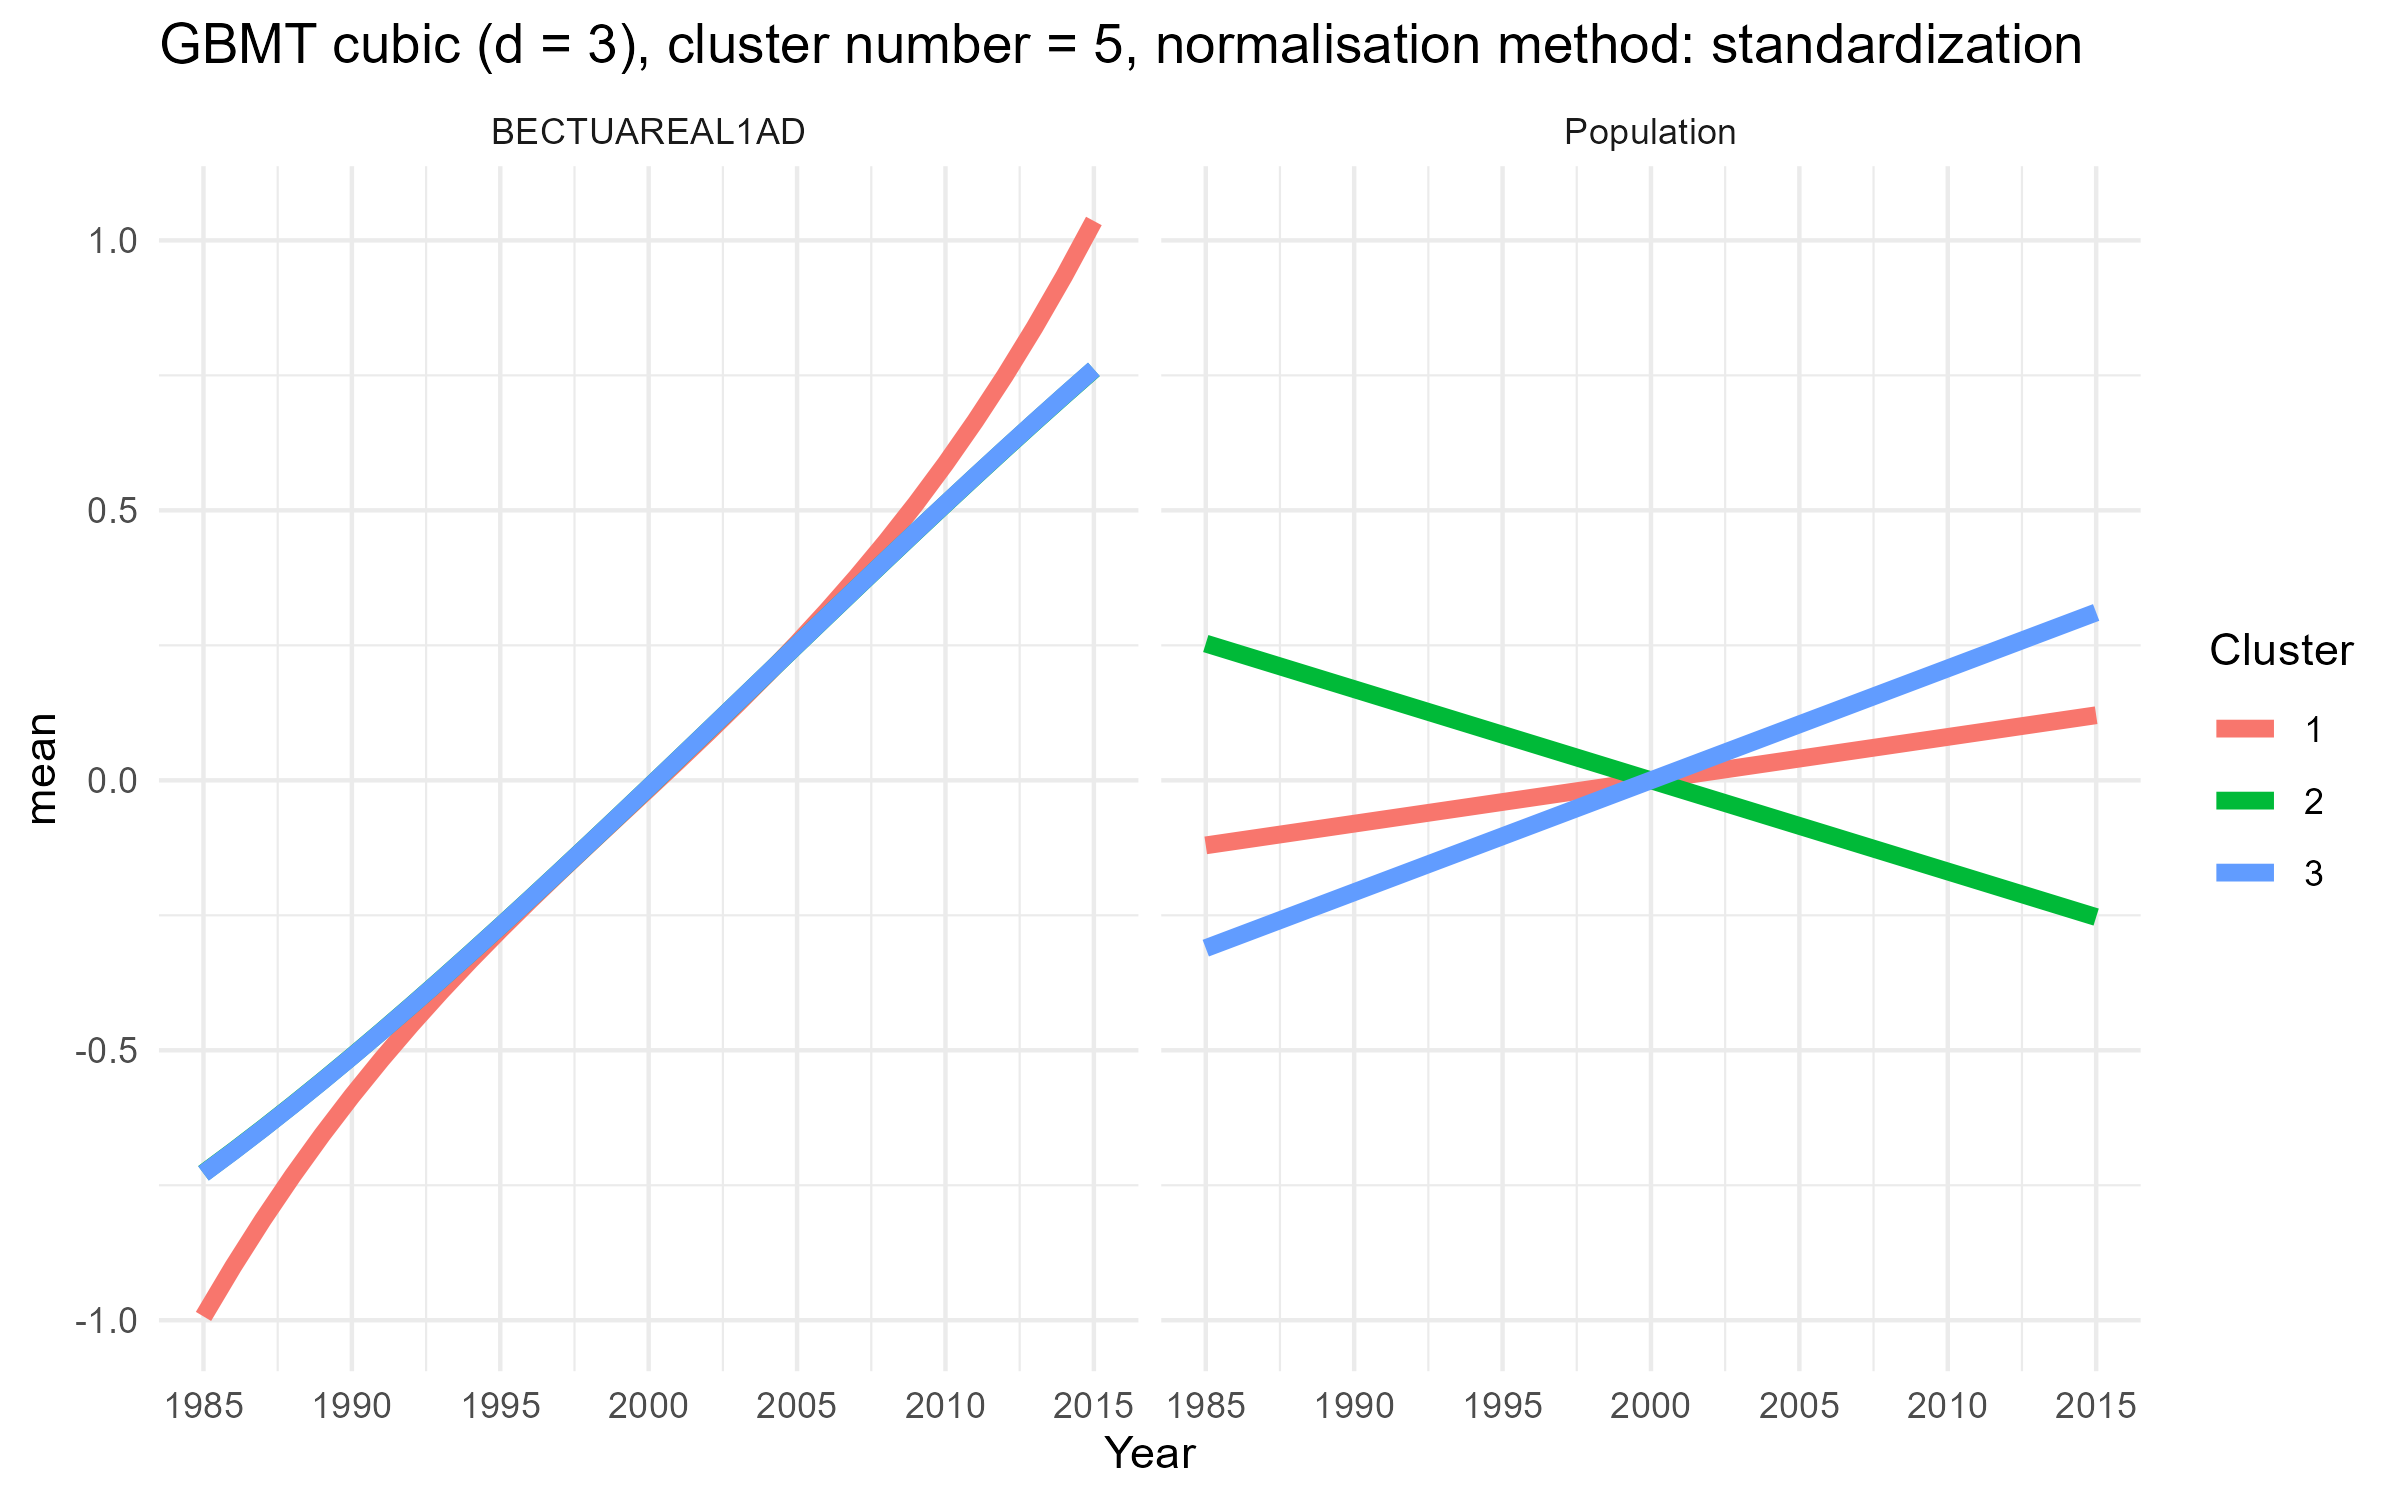 GBMT cubic (d = 3), cluster number = 5, normalisation method: standardization
BECTUAREAL1AD
Population
1.0
0.5
0.0
-0.5
-1.0
mean
1985 1990 1995 2000 2005 2010 2015
1985 1990 1995 2000 2005 2010 2015
Year
Cluster
1
2
3